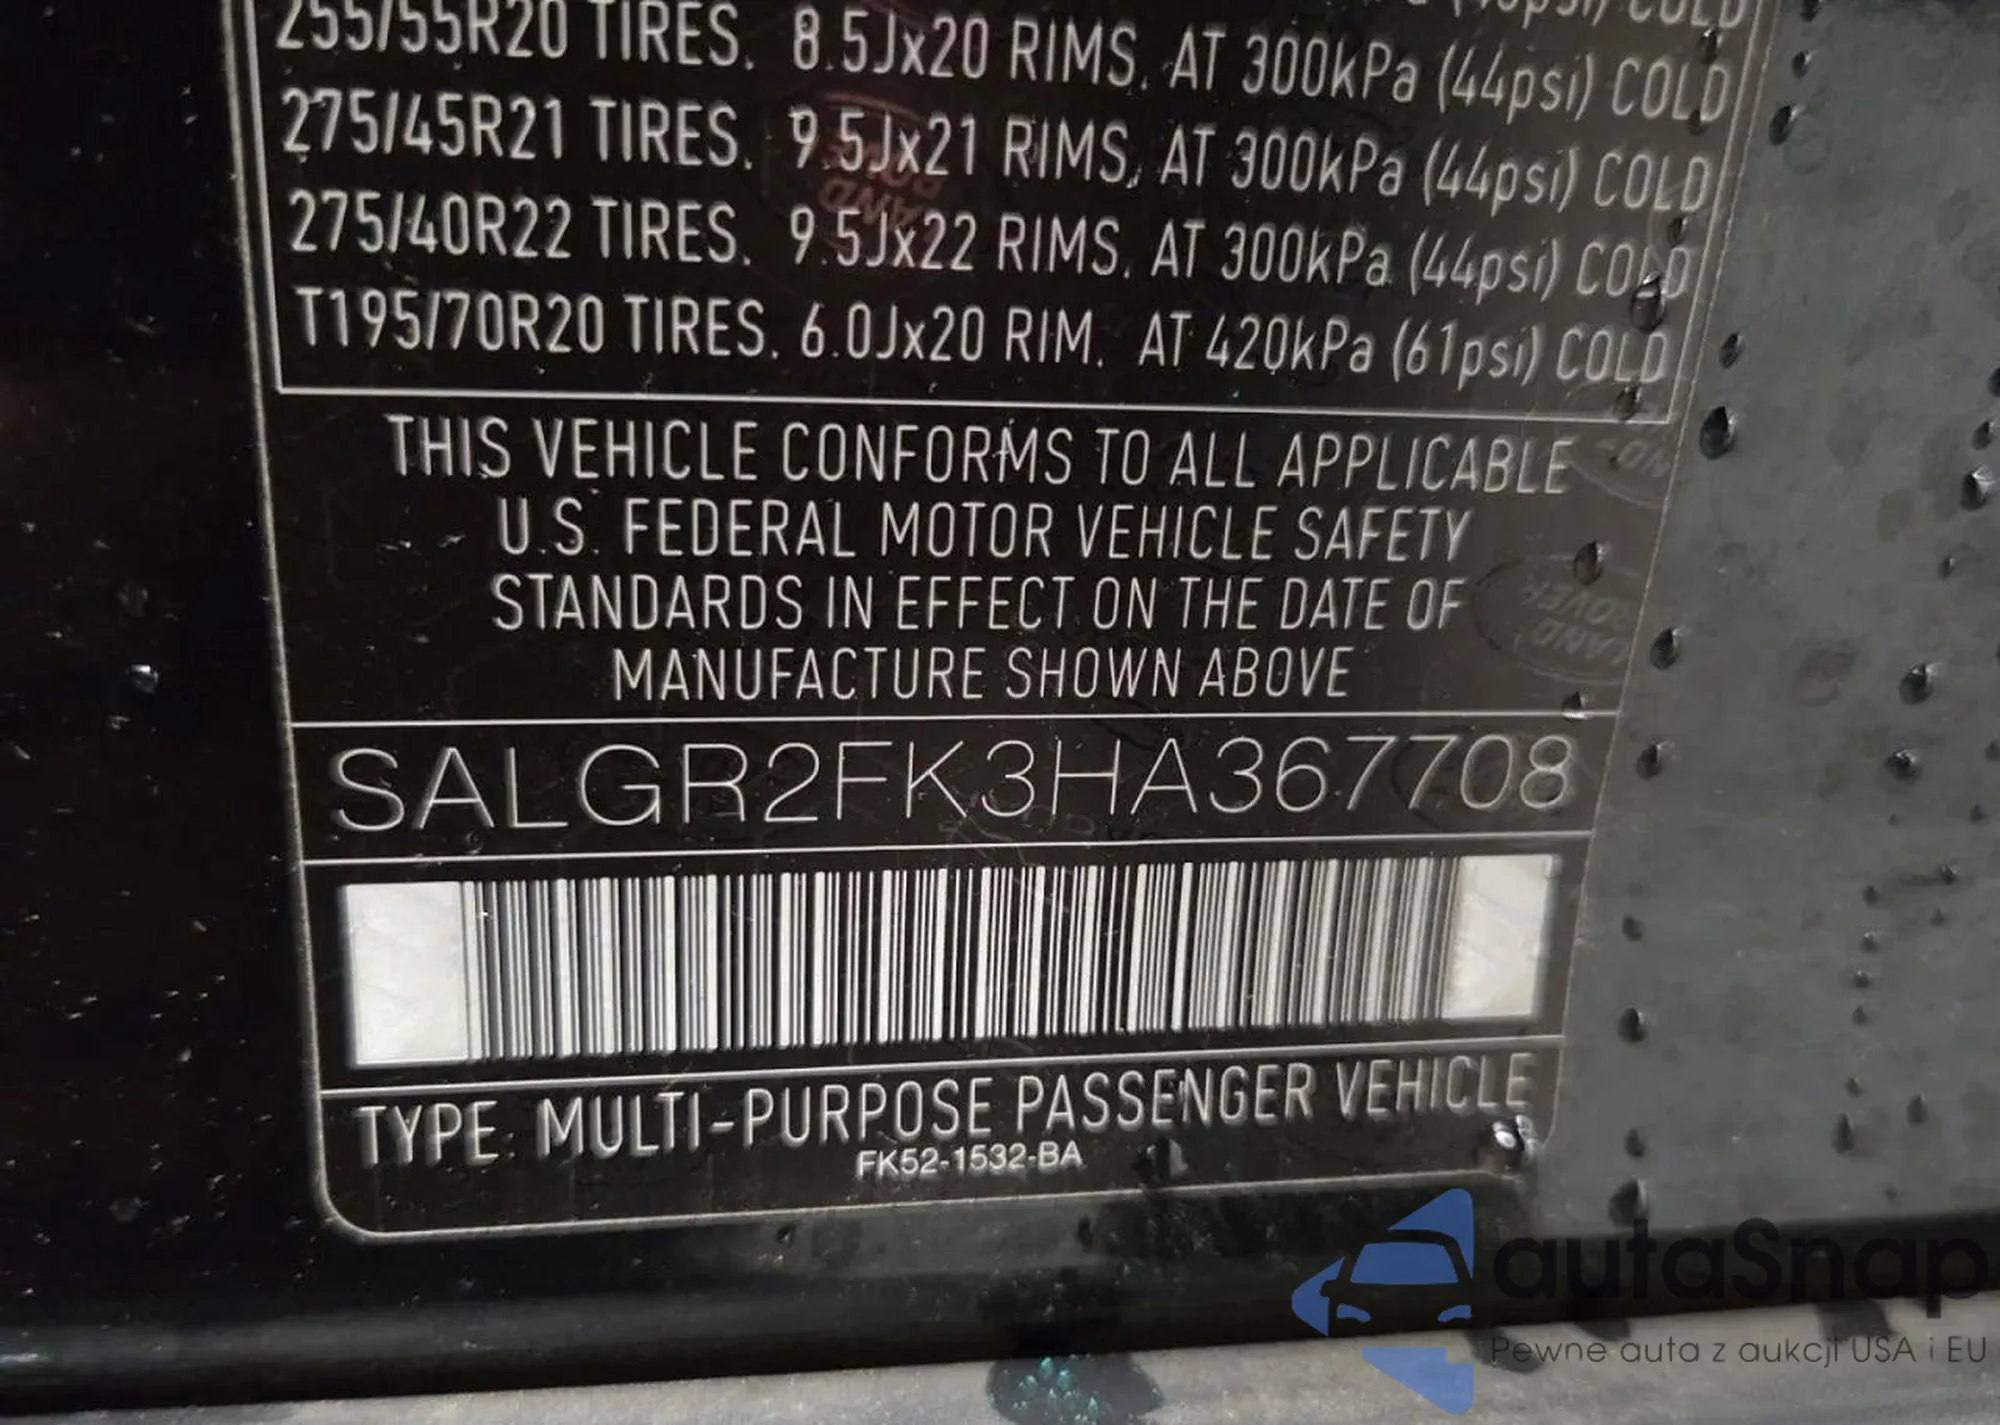 255/55R20 TIRES. 8.5Jx20 RIMS. AT 300kPa (44psi) COLD
275/45R21 TIRES. 9.5Jx21 RIMS. AT 300kPa (44psi) COLD
275/40R22 TIRES. 9.5Jx22 RIMS. AT 300kPa (44psi) COLD
T195/70R20 TIRES. 6.0Jx20 RIM. AT 420kPa (61psi) COLD
THIS VEHICLE CONFORMS TO ALL APPLICABLE
U.S. FEDERAL MOTOR VEHICLE SAFETY
STANDARDS IN EFFECT ON THE DATE OF
MANUFACTURE SHOWN ABOVE
LAND
ROVER
SALGR2FK3HA367708
TYPE: MULTI-PURPOSE PASSENGER VEHICLE
FK52-1532-BA
autaSnap
Pewne auta z aukcji USA i EU